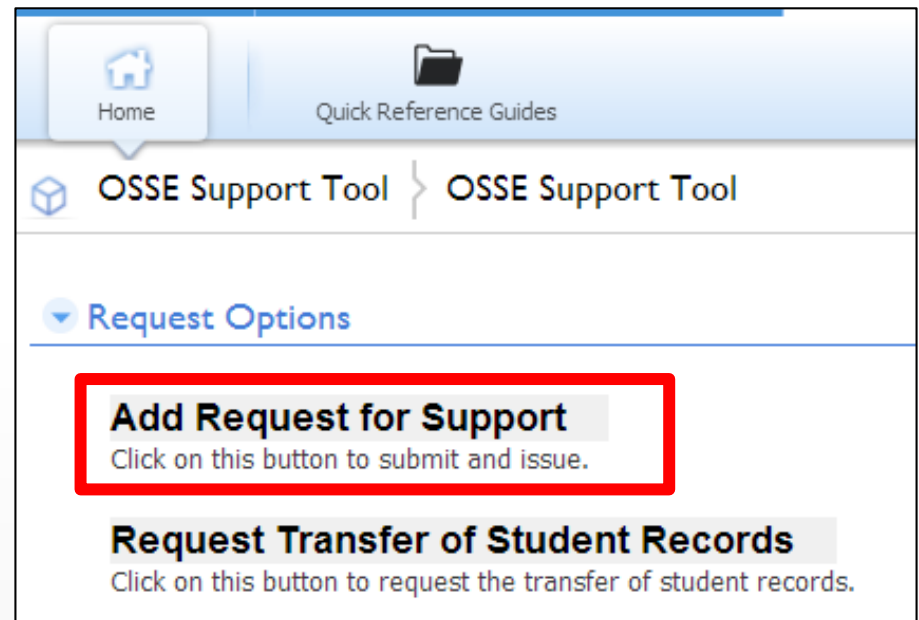 Home
Quick Reference Guides
OSSE Support Tool
OSSE Support Tool
Request Options
Add Request for Support
Click on this button to submit and issue.
Request Transfer of Student Records
Click on this button to request the transfer of student records.